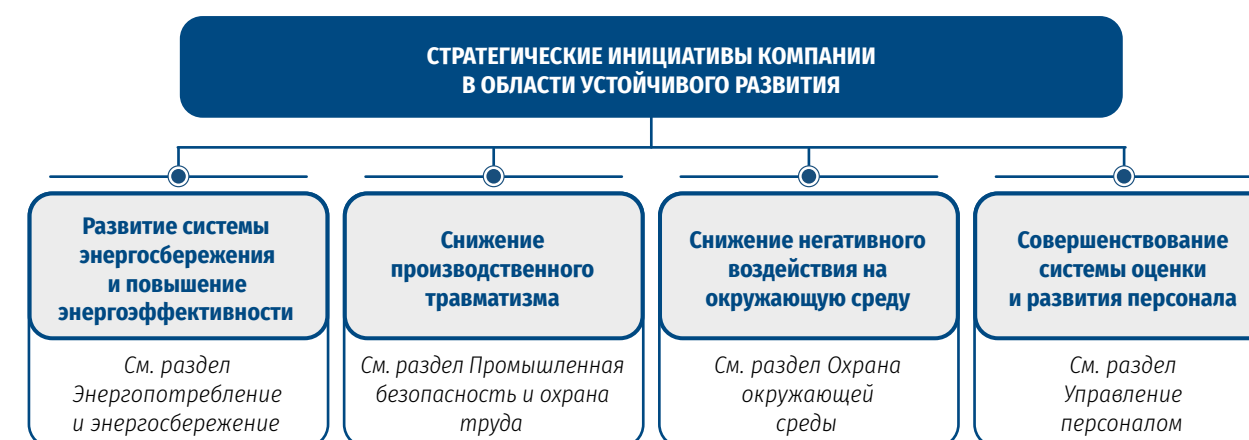 СТРАТЕГИЧЕСКИЕ ИНИЦИАТИВЫ КОМПАНИИ
В ОБЛАСТИ УСТОЙЧИВОГО РАЗВИТИЯ
Развитие системы
энергосбережения
и повышение
энергоэффективности
См. раздел
Энергопотребление
и энергосбережение
Снижение
производственного
травматизма
См. раздел Промышленная
безопасность и охрана
труда
Снижение негативного
воздействия на
окружающую среду
См. раздел Охрана
окружающей
среды
Совершенствование
системы оценки
и развития персонала
См. раздел
Управление
персоналом